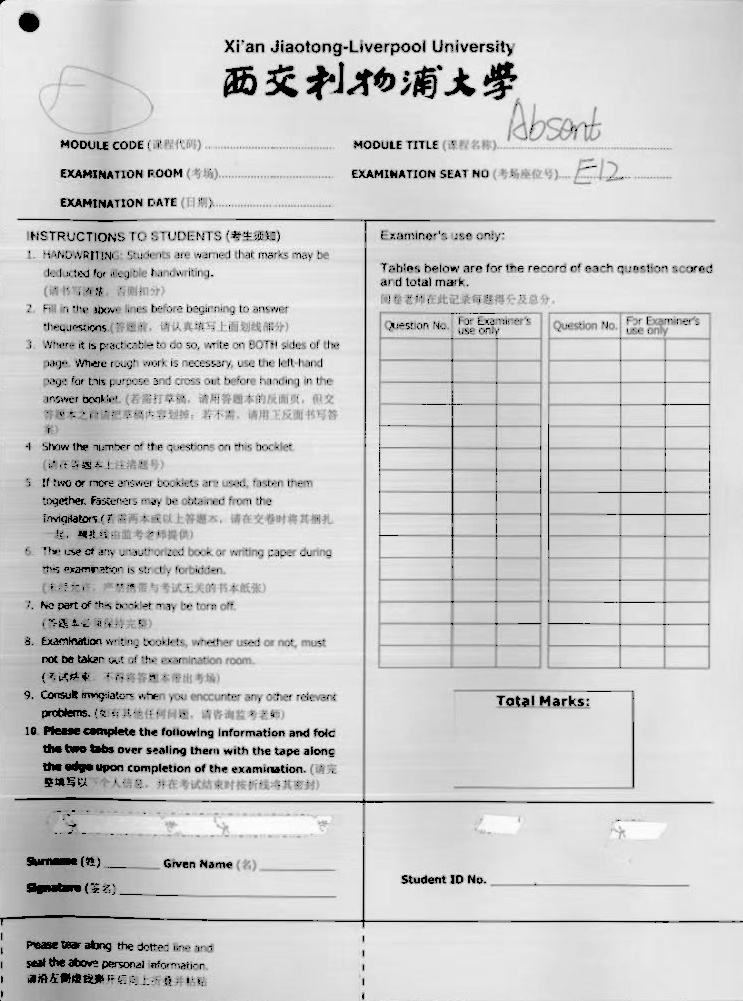 Xi'an Jiaotong-Liverpool University
西交利物浦大學
Absent
MODULE CODE (课程代码) MODULE TITLE (课程名称)
EXAMINATION ROOM (考场) EXAMINATION SEAT NO (考场座位号) E12
EXAMINATION DATE (日期)
INSTRUCTIONS TO STUDENTS (考生须知)
1. HANDWRITING: Students are warned that marks may be
deducted for illegible handwriting.
(请书写清楚，否则扣分)
2. Fill in the above lines before beginning to answer
thequestions.(答题前，请认真填写上面划线部分)
3. Where it is practicable to do so, write on BOTH sides of the
page. Where rough work is necessary, use the left-hand
page for this purpose and cross out before handing in the
answer booklet. (若需打草稿，请用答题本的反面页，但交
答题本之前请把草稿内容划掉；若不需，请用正反面书写答
案)
4. Show the number of the questions on this booklet.
(请在答题本上注清题号)
5. If two or more answer booklets are used, fasten them
together. Fasteners may be obtained from the
invigilators.(若需两本或以上答题本，请在交卷时将其捆扎
一起，捆扎线由监考老师提供)
6. The use of any unauthorized book or writing paper during
this examination is strictly forbidden.
(未经允许，严禁携带与考试无关的书本纸张)
7. No part of this booklet may be torn off.
(答题本必须保持完整)
8. Examination writing booklets, whether used or not, must
not be taken out of the examination room.
(考试结束，不得将答题本带出考场)
9. Consult invigilators when you encounter any other relevant
problems. (如有其他任何问题，请咨询监考老师)
10. Please complete the following information and fold
the two tabs over sealing them with the tape along
the edge upon completion of the examination. (请完
整填写以下个人信息，并在考试结束时按折线将其密封)
Examiner's use only:
Tables below are for the record of each question scored
and total mark.
阅卷老师在此记录每题得分及总分。
Question No. For Examiner's use only Question No. For Examiner's use only
Total Marks:
Surname (姓) Given Name (名)
Signature (签名)
Student ID No.
Please tear along the dotted line and
seal the above personal information.
请沿左侧虚线撕开后向上折叠并粘贴